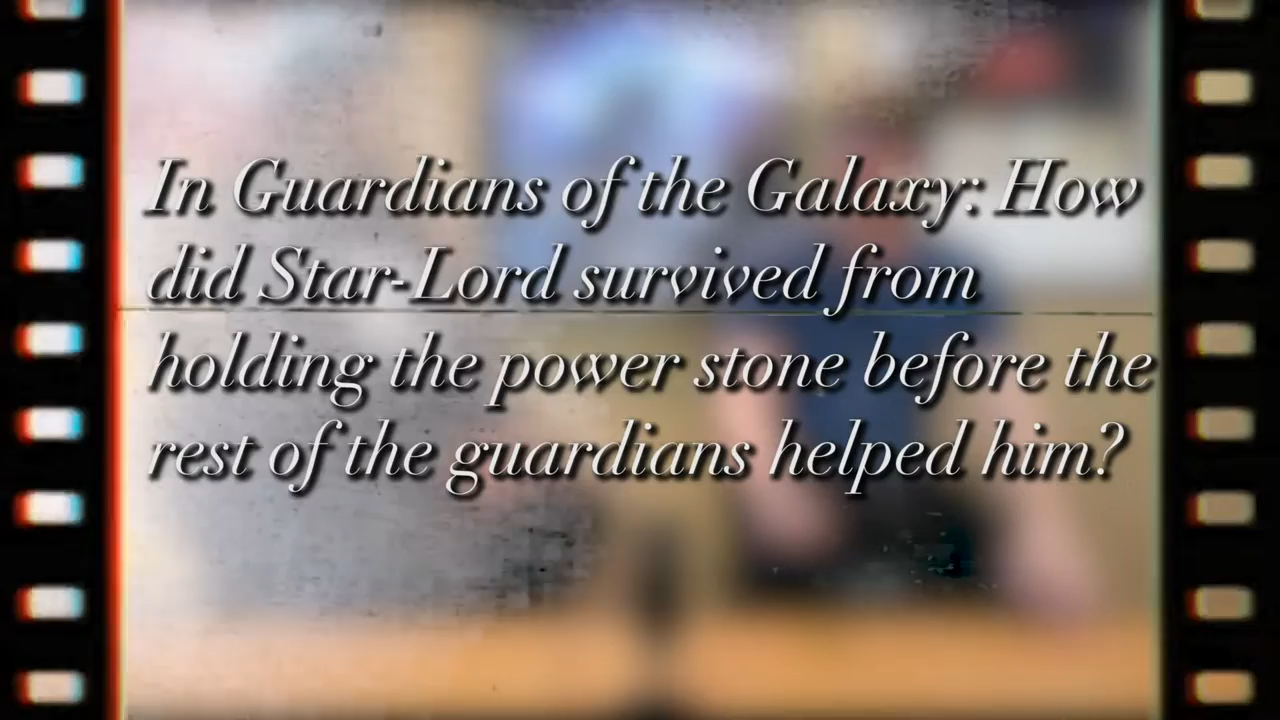 In Guardians of the Galaxy: How
did Star-Lord survived from
holding the power stone before the
rest of the guardians helped him?